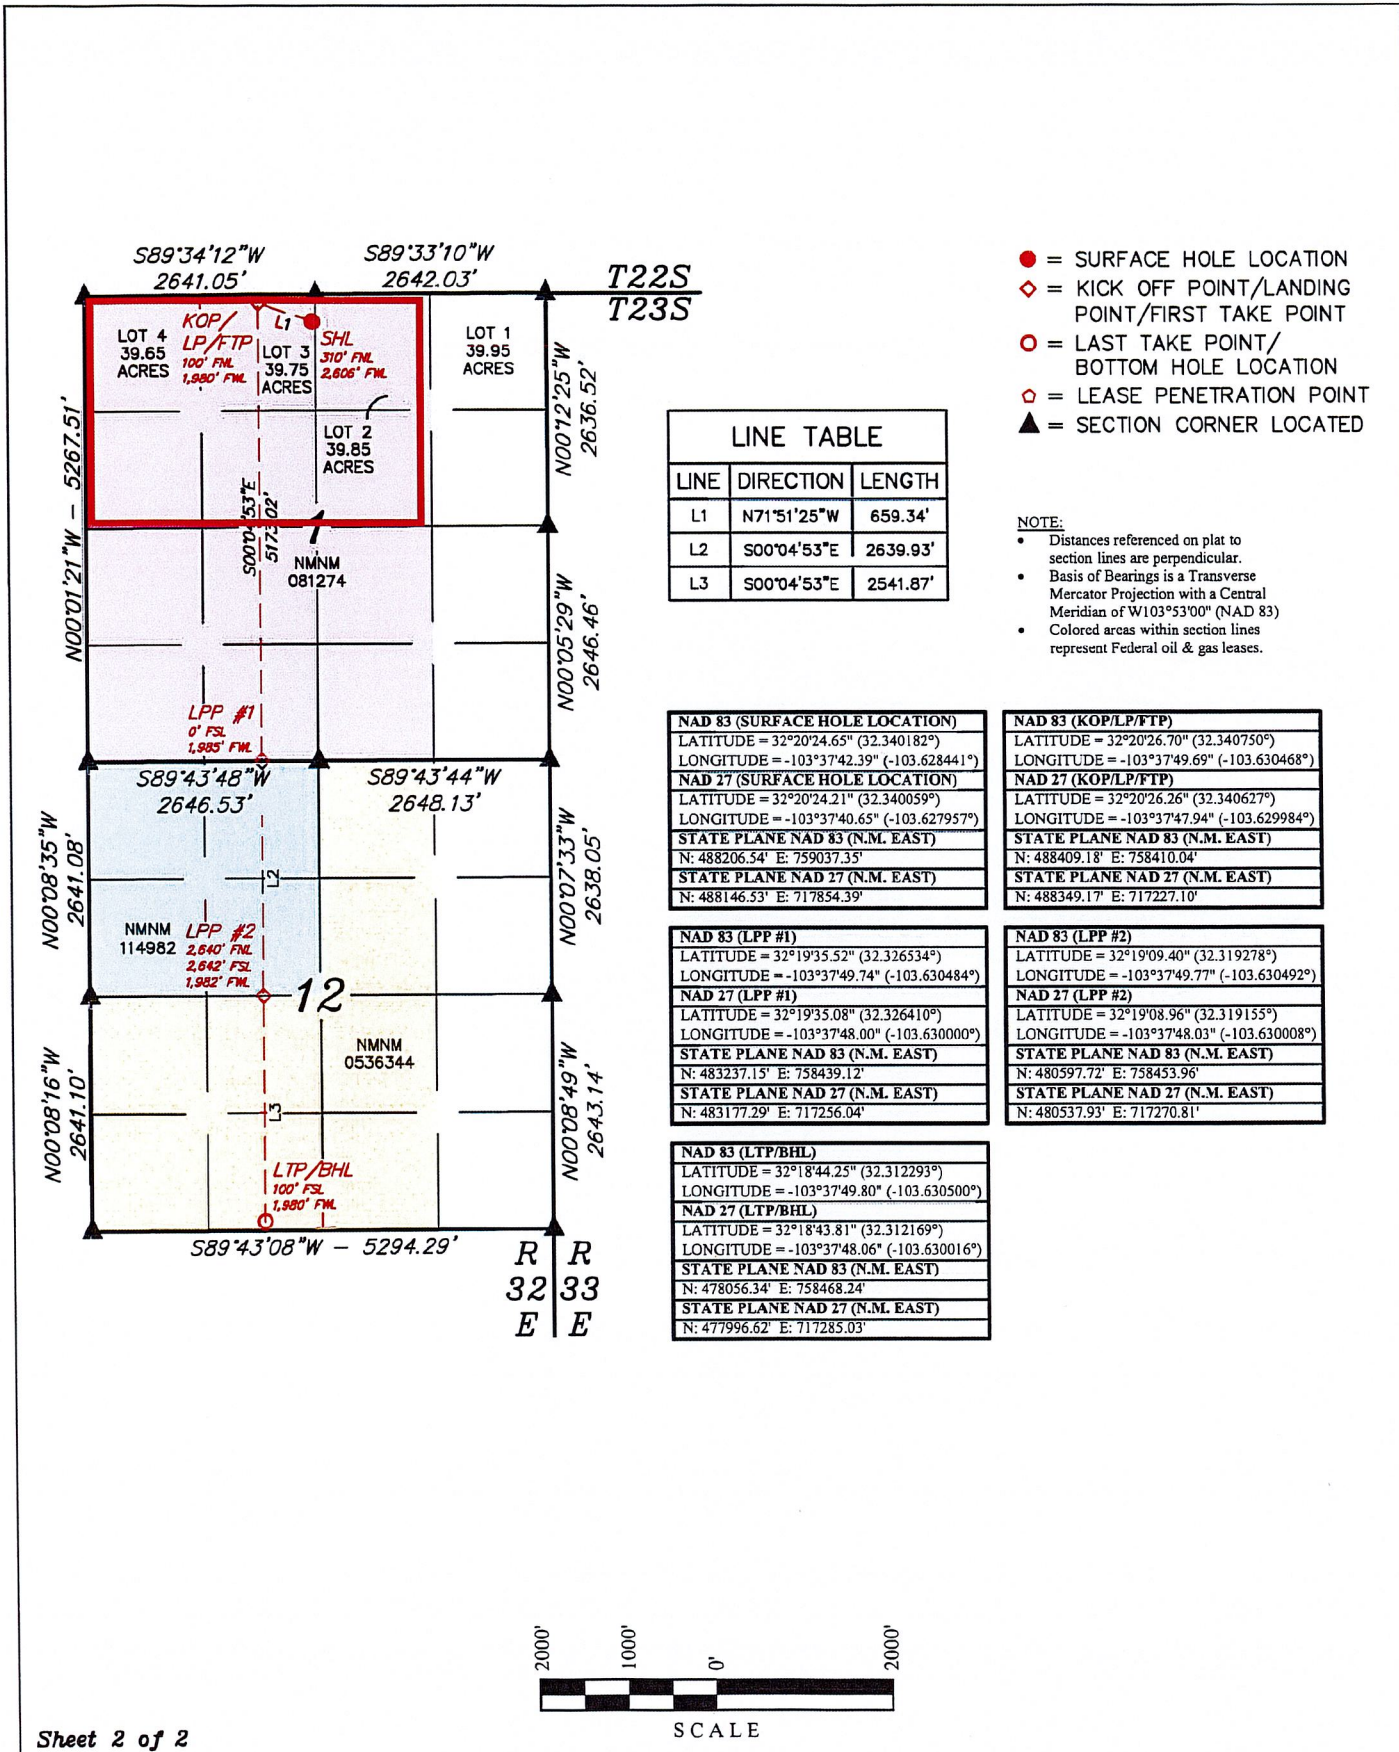 S89°34'12"W
2641.05'
S89°33'10"W
2642.03'
T22S
T23S
LOT 4
39.65
ACRES
KOP/
LP/FTP
100' FNL
1,980' FWL
L1
LOT 3
39.75
ACRES
SHL
310' FNL
2,606' FWL
LOT 1
39.95
ACRES
LOT 2
39.85
ACRES
N00°01'21"W – 5267.51'
N00°12'25"W
2636.52'
S00°04'53"E
5173.02'
1
NMNM
081274
N00°05'29"W
2646.46'
LPP #1
0' FSL
1,985' FWL
S89°43'48"W
2646.53'
S89°43'44"W
2648.13'
N00°08'35"W
2641.08'
L2
N00°07'33"W
2638.05'
NMNM
114982
LPP #2
2,640' FNL
2,642' FSL
1,982' FWL
12
NMNM
0536344
N00°08'16"W
2641.10'
L3
N00°08'49"W
2643.14'
LTP/BHL
100' FSL
1,980' FWL
S89°43'08"W – 5294.29'
R R
32 33
E E
= SURFACE HOLE LOCATION
= KICK OFF POINT/LANDING
POINT/FIRST TAKE POINT
= LAST TAKE POINT/
BOTTOM HOLE LOCATION
= LEASE PENETRATION POINT
= SECTION CORNER LOCATED
LINE TABLE
LINE DIRECTION LENGTH
L1 N71°51'25"W 659.34'
L2 S00°04'53"E 2639.93'
L3 S00°04'53"E 2541.87'
NOTE:
• Distances referenced on plat to
section lines are perpendicular.
• Basis of Bearings is a Transverse
Mercator Projection with a Central
Meridian of W103°53'00" (NAD 83)
• Colored areas within section lines
represent Federal oil & gas leases.
NAD 83 (SURFACE HOLE LOCATION)
LATITUDE = 32°20'24.65" (32.340182°)
LONGITUDE = -103°37'42.39" (-103.628441°)
NAD 27 (SURFACE HOLE LOCATION)
LATITUDE = 32°20'24.21" (32.340059°)
LONGITUDE = -103°37'40.65" (-103.627957°)
STATE PLANE NAD 83 (N.M. EAST)
N: 488206.54' E: 759037.35'
STATE PLANE NAD 27 (N.M. EAST)
N: 488146.53' E: 717854.39'
NAD 83 (KOP/LP/FTP)
LATITUDE = 32°20'26.70" (32.340750°)
LONGITUDE = -103°37'49.69" (-103.630468°)
NAD 27 (KOP/LP/FTP)
LATITUDE = 32°20'26.26" (32.340627°)
LONGITUDE = -103°37'47.94" (-103.629984°)
STATE PLANE NAD 83 (N.M. EAST)
N: 488409.18' E: 758410.04'
STATE PLANE NAD 27 (N.M. EAST)
N: 488349.17' E: 717227.10'
NAD 83 (LPP #1)
LATITUDE = 32°19'35.52" (32.326534°)
LONGITUDE = -103°37'49.74" (-103.630484°)
NAD 27 (LPP #1)
LATITUDE = 32°19'35.08" (32.326410°)
LONGITUDE = -103°37'48.00" (-103.630000°)
STATE PLANE NAD 83 (N.M. EAST)
N: 483237.15' E: 758439.12'
STATE PLANE NAD 27 (N.M. EAST)
N: 483177.29' E: 717256.04'
NAD 83 (LPP #2)
LATITUDE = 32°19'09.40" (32.319278°)
LONGITUDE = -103°37'49.77" (-103.630492°)
NAD 27 (LPP #2)
LATITUDE = 32°19'08.96" (32.319155°)
LONGITUDE = -103°37'48.03" (-103.630008°)
STATE PLANE NAD 83 (N.M. EAST)
N: 480597.72' E: 758453.96'
STATE PLANE NAD 27 (N.M. EAST)
N: 480537.93' E: 717270.81'
NAD 83 (LTP/BHL)
LATITUDE = 32°18'44.25" (32.312293°)
LONGITUDE = -103°37'49.80" (-103.630500°)
NAD 27 (LTP/BHL)
LATITUDE = 32°18'43.81" (32.312169°)
LONGITUDE = -103°37'48.06" (-103.630016°)
STATE PLANE NAD 83 (N.M. EAST)
N: 478056.34' E: 758468.24'
STATE PLANE NAD 27 (N.M. EAST)
N: 477996.62' E: 717285.03'
2000' 1000' 0' 2000'
SCALE
Sheet 2 of 2